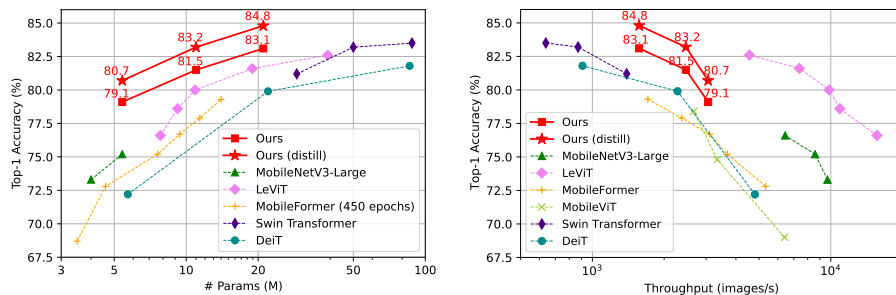 85.0
82.5
80.0
77.5
75.0
72.5
70.0
67.5
Top-1 Accuracy (%)
84.8
83.2
83.1
80.7
81.5
79.1
Ours
Ours (distill)
MobileNetV3-Large
LeViT
MobileFormer (450 epochs)
Swin Transformer
DeiT
3 5 10 20 50 100
# Params (M)
85.0
82.5
80.0
77.5
75.0
72.5
70.0
67.5
Top-1 Accuracy (%)
84.8
83.2
83.1
81.5
80.7
79.1
Ours
Ours (distill)
MobileNetV3-Large
LeViT
MobileFormer
MobileViT
Swin Transformer
DeiT
10³ 10⁴
Throughput (images/s)